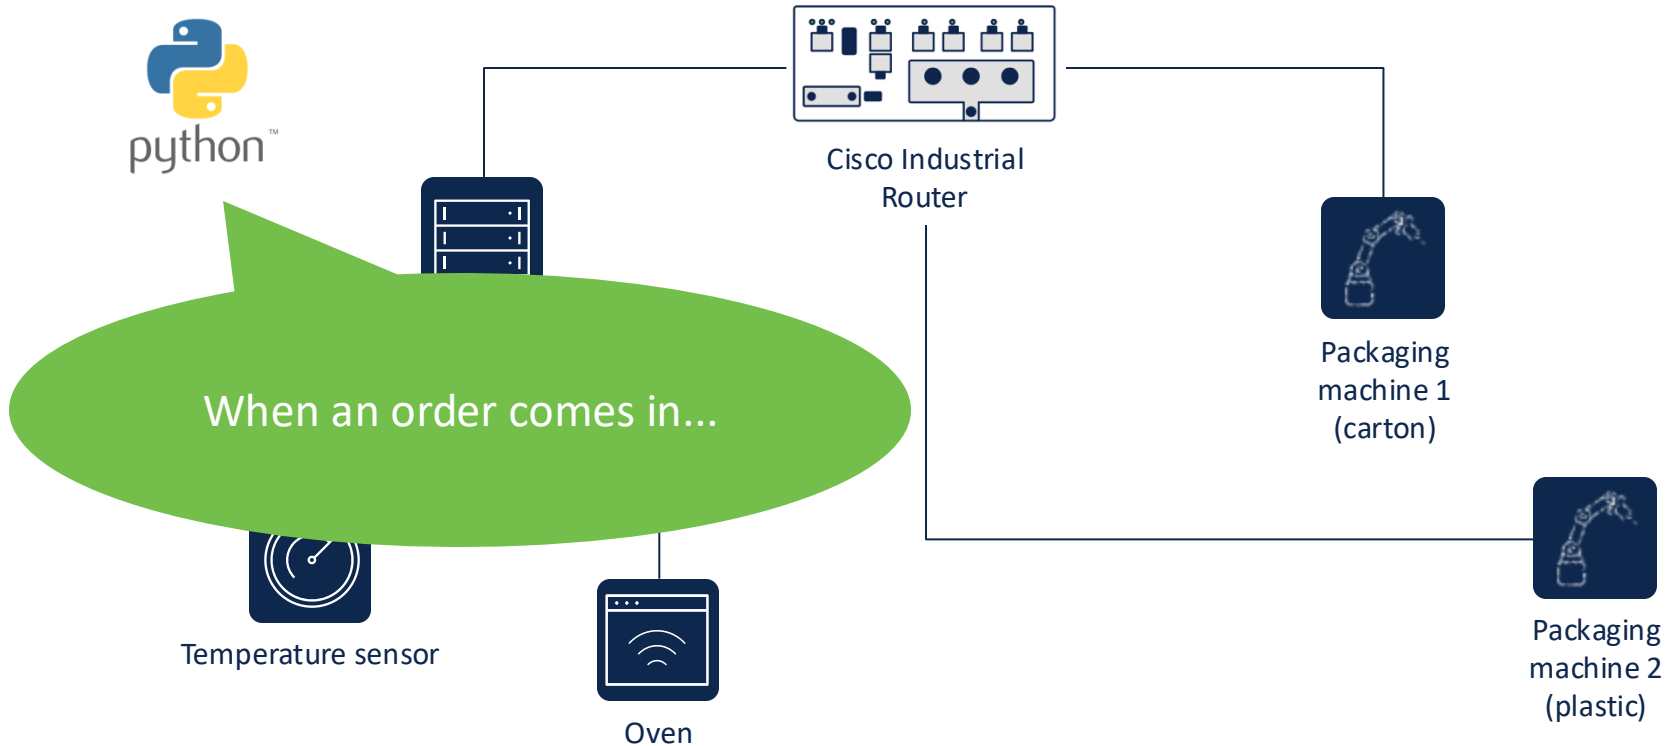 python™
Cisco Industrial
Router
Packaging
machine 1
(carton)
When an order comes in...
Temperature sensor
Oven
Packaging
machine 2
(plastic)